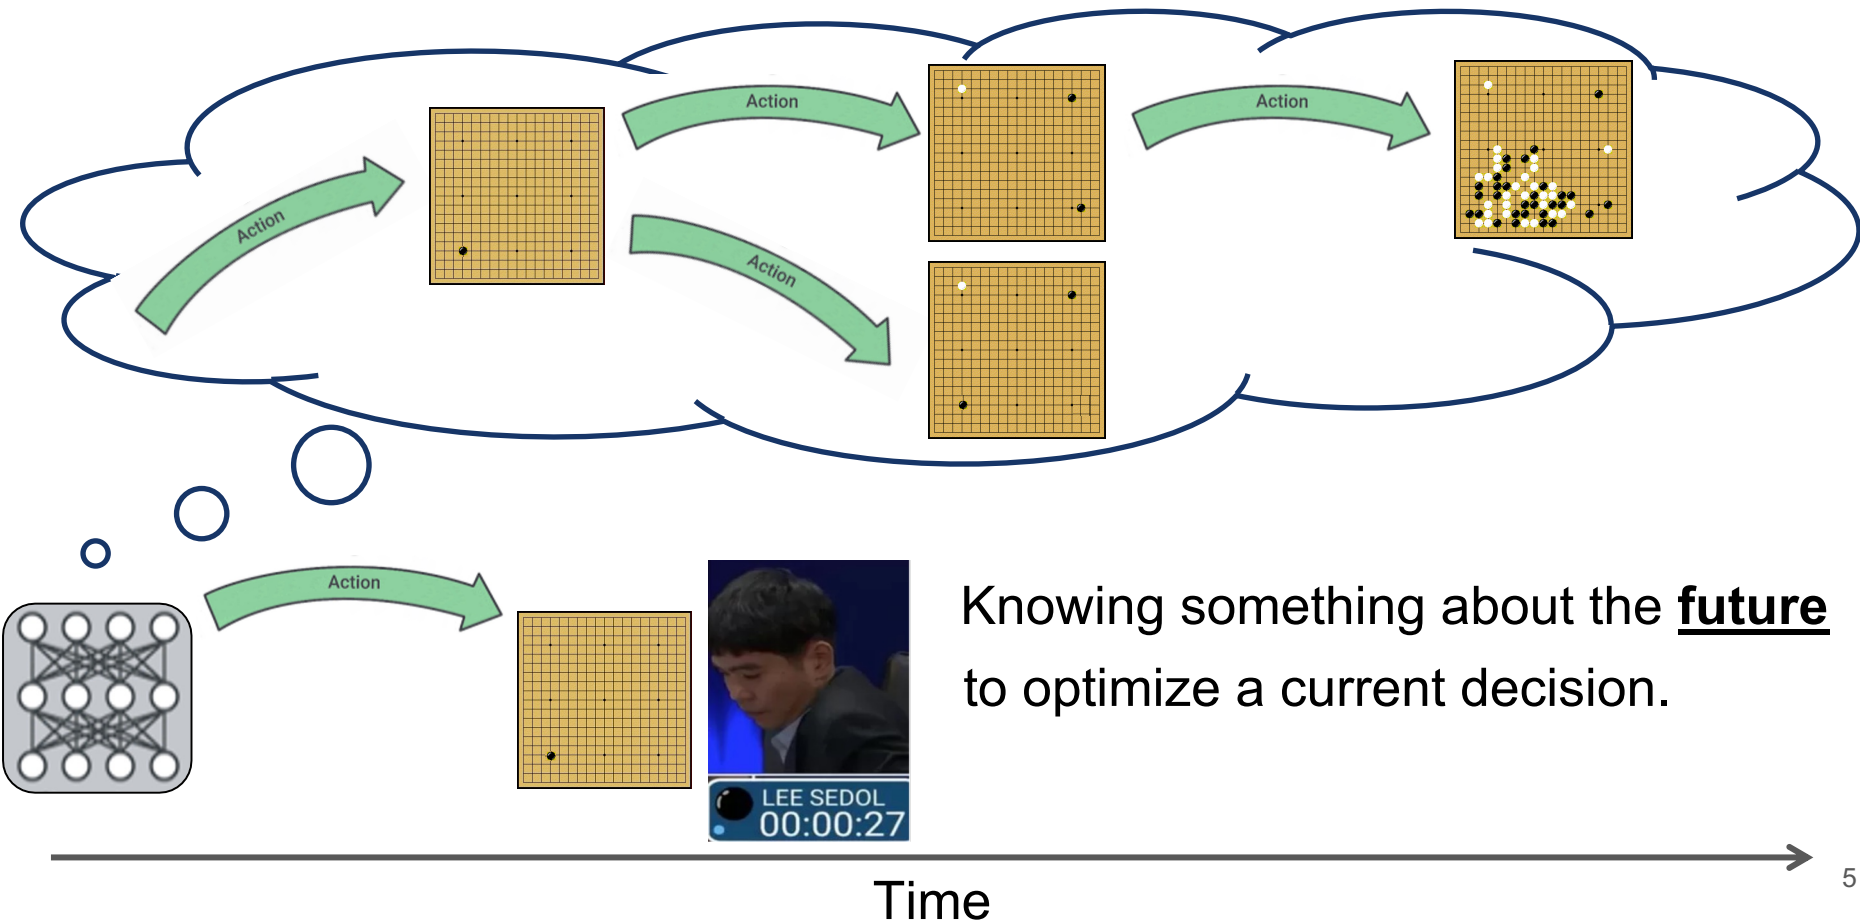 Action
Action
Action
Action
Action
Knowing something about the future
to optimize a current decision.
LEE SEDOL
00:00:27
Time
5